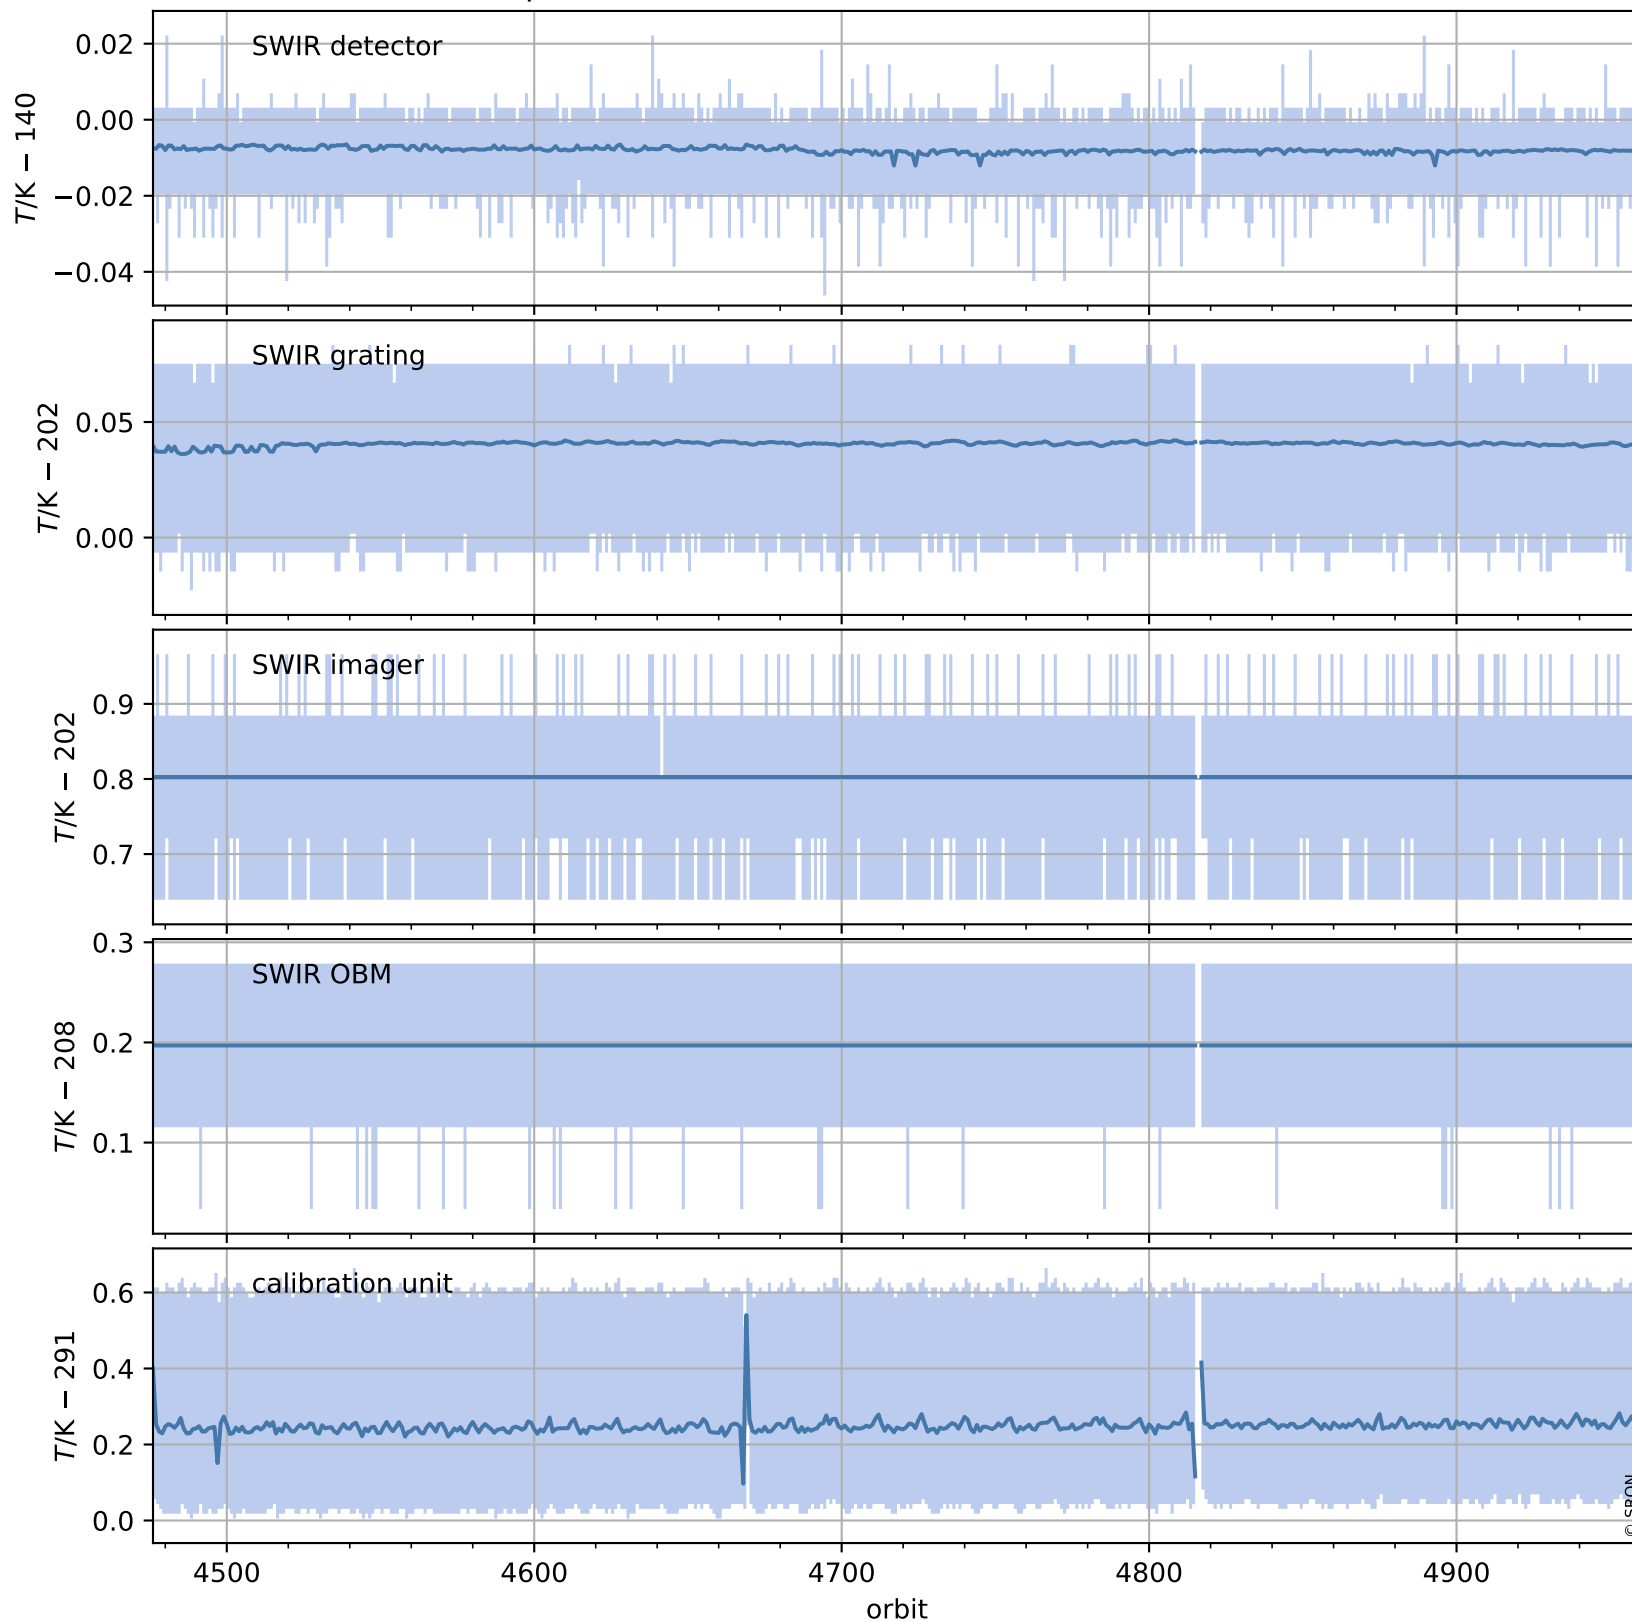 SWIR detector
0.02
0.00
−0.02
−0.04
T/K − 140
SWIR grating
0.05
0.00
T/K − 202
SWIR imager
0.9
0.8
0.7
T/K − 202
SWIR OBM
0.3
0.2
0.1
T/K − 208
calibration unit
0.6
0.4
0.2
0.0
T/K − 291
© SRON
4500 4600 4700 4800 4900
orbit